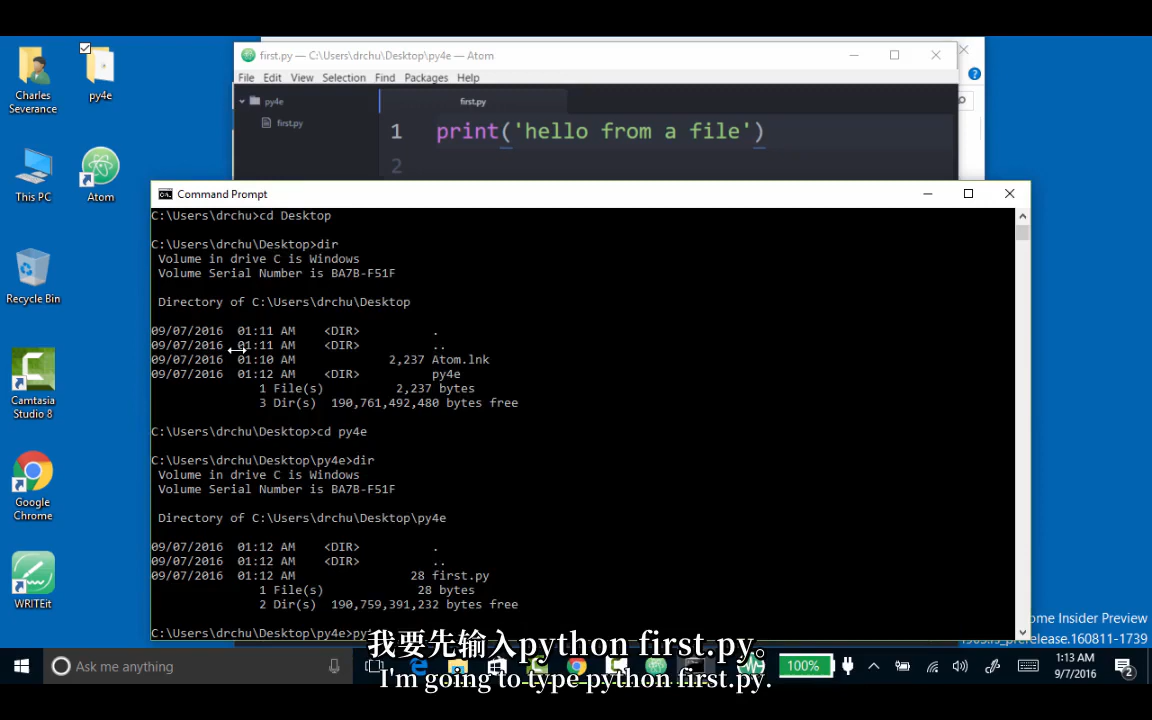 Charles
Severance
py4e
This PC
Atom
Recycle Bin
Camtasia
Studio 8
Google
Chrome
WRITEit
first.py — C:\Users\drchu\Desktop\py4e — Atom
File Edit View Selection Find Packages Help
py4e
first.py
first.py
1 print('hello from a file')
2
Command Prompt
C:\Users\drchu>cd Desktop
C:\Users\drchu\Desktop>dir
Volume in drive C is Windows
Volume Serial Number is BA7B-F51F
Directory of C:\Users\drchu\Desktop
09/07/2016 01:11 AM <DIR> .
09/07/2016 01:11 AM <DIR> ..
09/07/2016 01:10 AM 2,237 Atom.lnk
09/07/2016 01:12 AM <DIR> py4e
1 File(s) 2,237 bytes
3 Dir(s) 190,761,492,480 bytes free
C:\Users\drchu\Desktop>cd py4e
C:\Users\drchu\Desktop\py4e>dir
Volume in drive C is Windows
Volume Serial Number is BA7B-F51F
Directory of C:\Users\drchu\Desktop\py4e
09/07/2016 01:12 AM <DIR> .
09/07/2016 01:12 AM <DIR> ..
09/07/2016 01:12 AM 28 first.py
1 File(s) 28 bytes
2 Dir(s) 190,759,391,232 bytes free
C:\Users\drchu\Desktop\py4e>py
我要先输入python first.py。
I'm going to type python first.py.
ome Insider Preview
prerelease.160811-1739
Ask me anything
100%
1:13 AM
9/7/2016
2